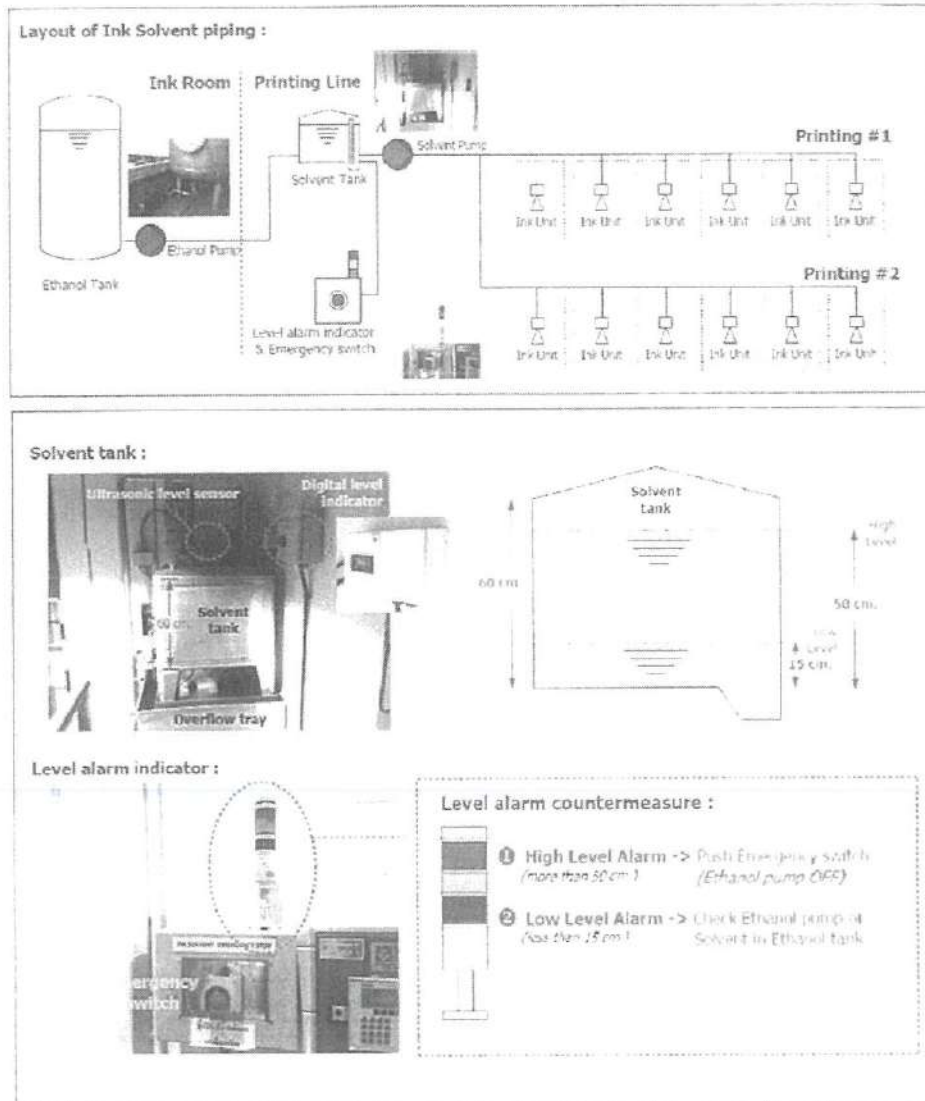 Layout of Ink Solvent piping :
Ink Room
Printing Line
Solvent Pump
Printing #1
Solvent Tank
Ink Unit Ink Unit Ink Unit Ink Unit Ink Unit Ink Unit
Ethanol Pump
Ethanol Tank
Printing #2
Level alarm indicator
& Emergency switch
Ink Unit Ink Unit Ink Unit Ink Unit Ink Unit Ink Unit
Solvent tank :
Ultrasonic level sensor
Digital level
indicator
Solvent
tank
High
Level
60 cm.
50 cm.
60 cm.
Solvent
tank
Level
15 cm.
Overflow tray
Level alarm indicator :
Level alarm countermeasure :
1 High Level Alarm -> Push Emergency switch
(more than 50 cm.) (Ethanol pump OFF)
2 Low Level Alarm -> Check Ethanol pump or
(less than 15 cm.) Solvent in Ethanol tank